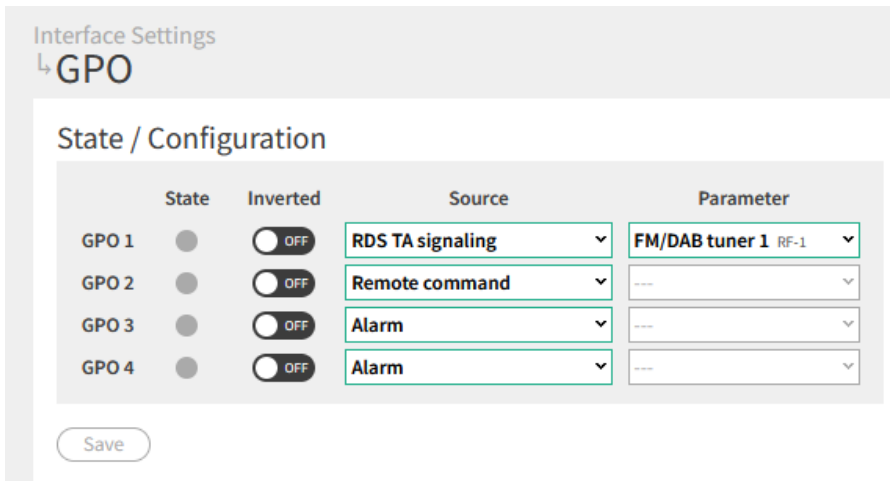 Interface Settings
↳GPO
State / Configuration
State Inverted Source Parameter
GPO 1 OFF RDS TA signaling FM/DAB tuner 1 RF-1
GPO 2 OFF Remote command ---
GPO 3 OFF Alarm ---
GPO 4 OFF Alarm ---
Save